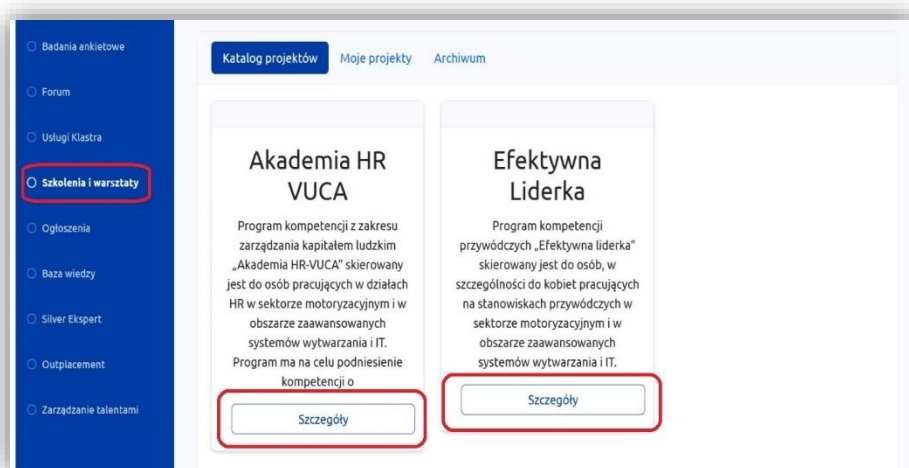 Badania ankietowe
Forum
Usługi Klastra
Szkolenia i warsztaty
Ogłoszenia
Baza wiedzy
Silver Ekspert
Outplacement
Zarządzanie talentami
Katalog projektów
Moje projekty
Archiwum
Akademia HR
VUCA
Program kompetencji z zakresu
zarządzania kapitałem ludzkim
„Akademia HR-VUCA” skierowany
jest do osób pracujących w działach
HR w sektorze motoryzacyjnym i w
obszarze zaawansowanych
systemów wytwarzania i IT.
Program ma na celu podniesienie
kompetencji o
Szczegóły
Efektywna
Liderka
Program kompetencji
przywódczych „Efektywna liderka”
skierowany jest do osób, w
szczególności do kobiet pracujących
na stanowiskach przywódczych w
sektorze motoryzacyjnym i w
obszarze zaawansowanych
systemów wytwarzania i IT.
Szczegóły